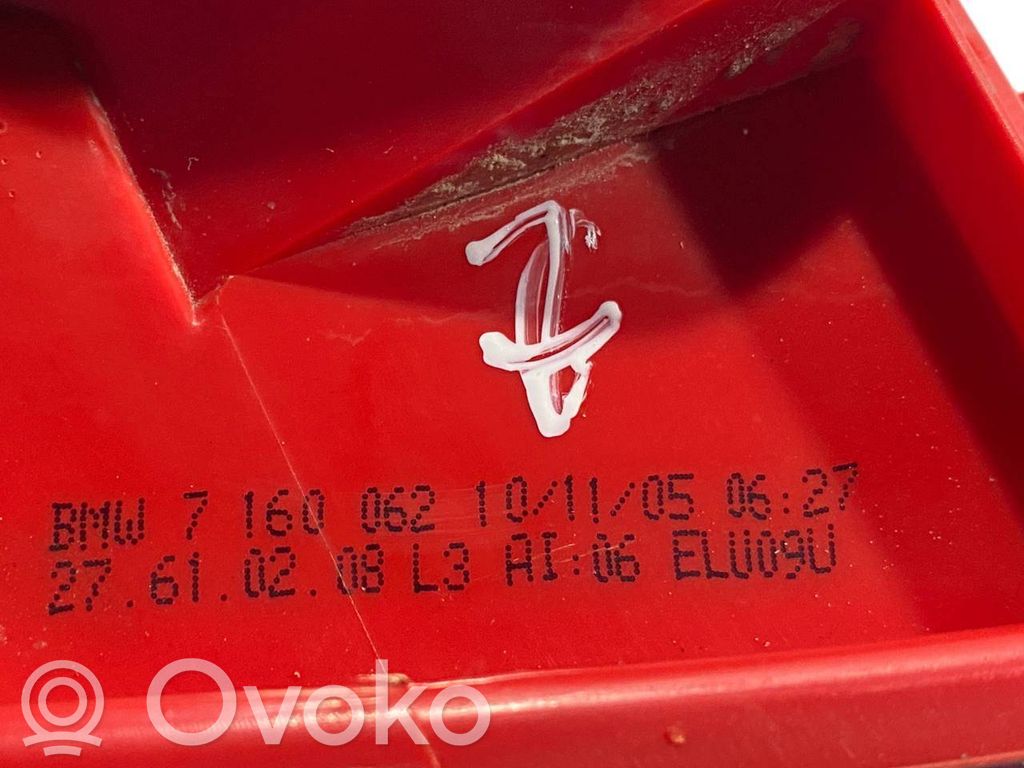 BMW 7 160 062 10/11/05 06:27
27.61.02.08 L3 AI:06 ELU09U
Ovoko